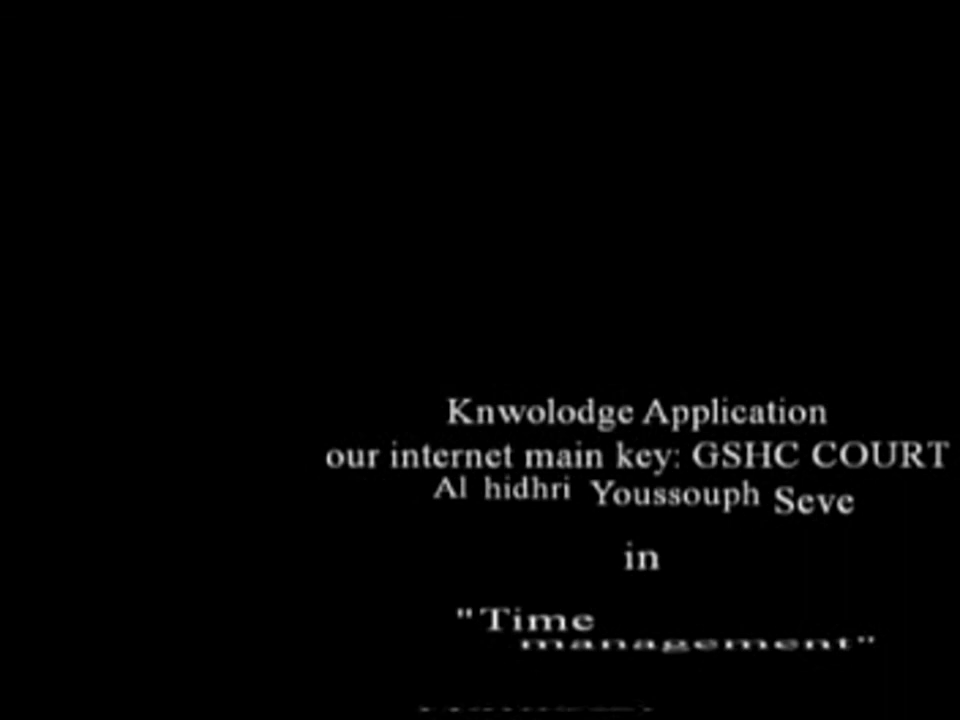 Knwolodge Application
our internet main key: GSHC COURT
Al hidhri Youssouph Seve
in
"Time
management"